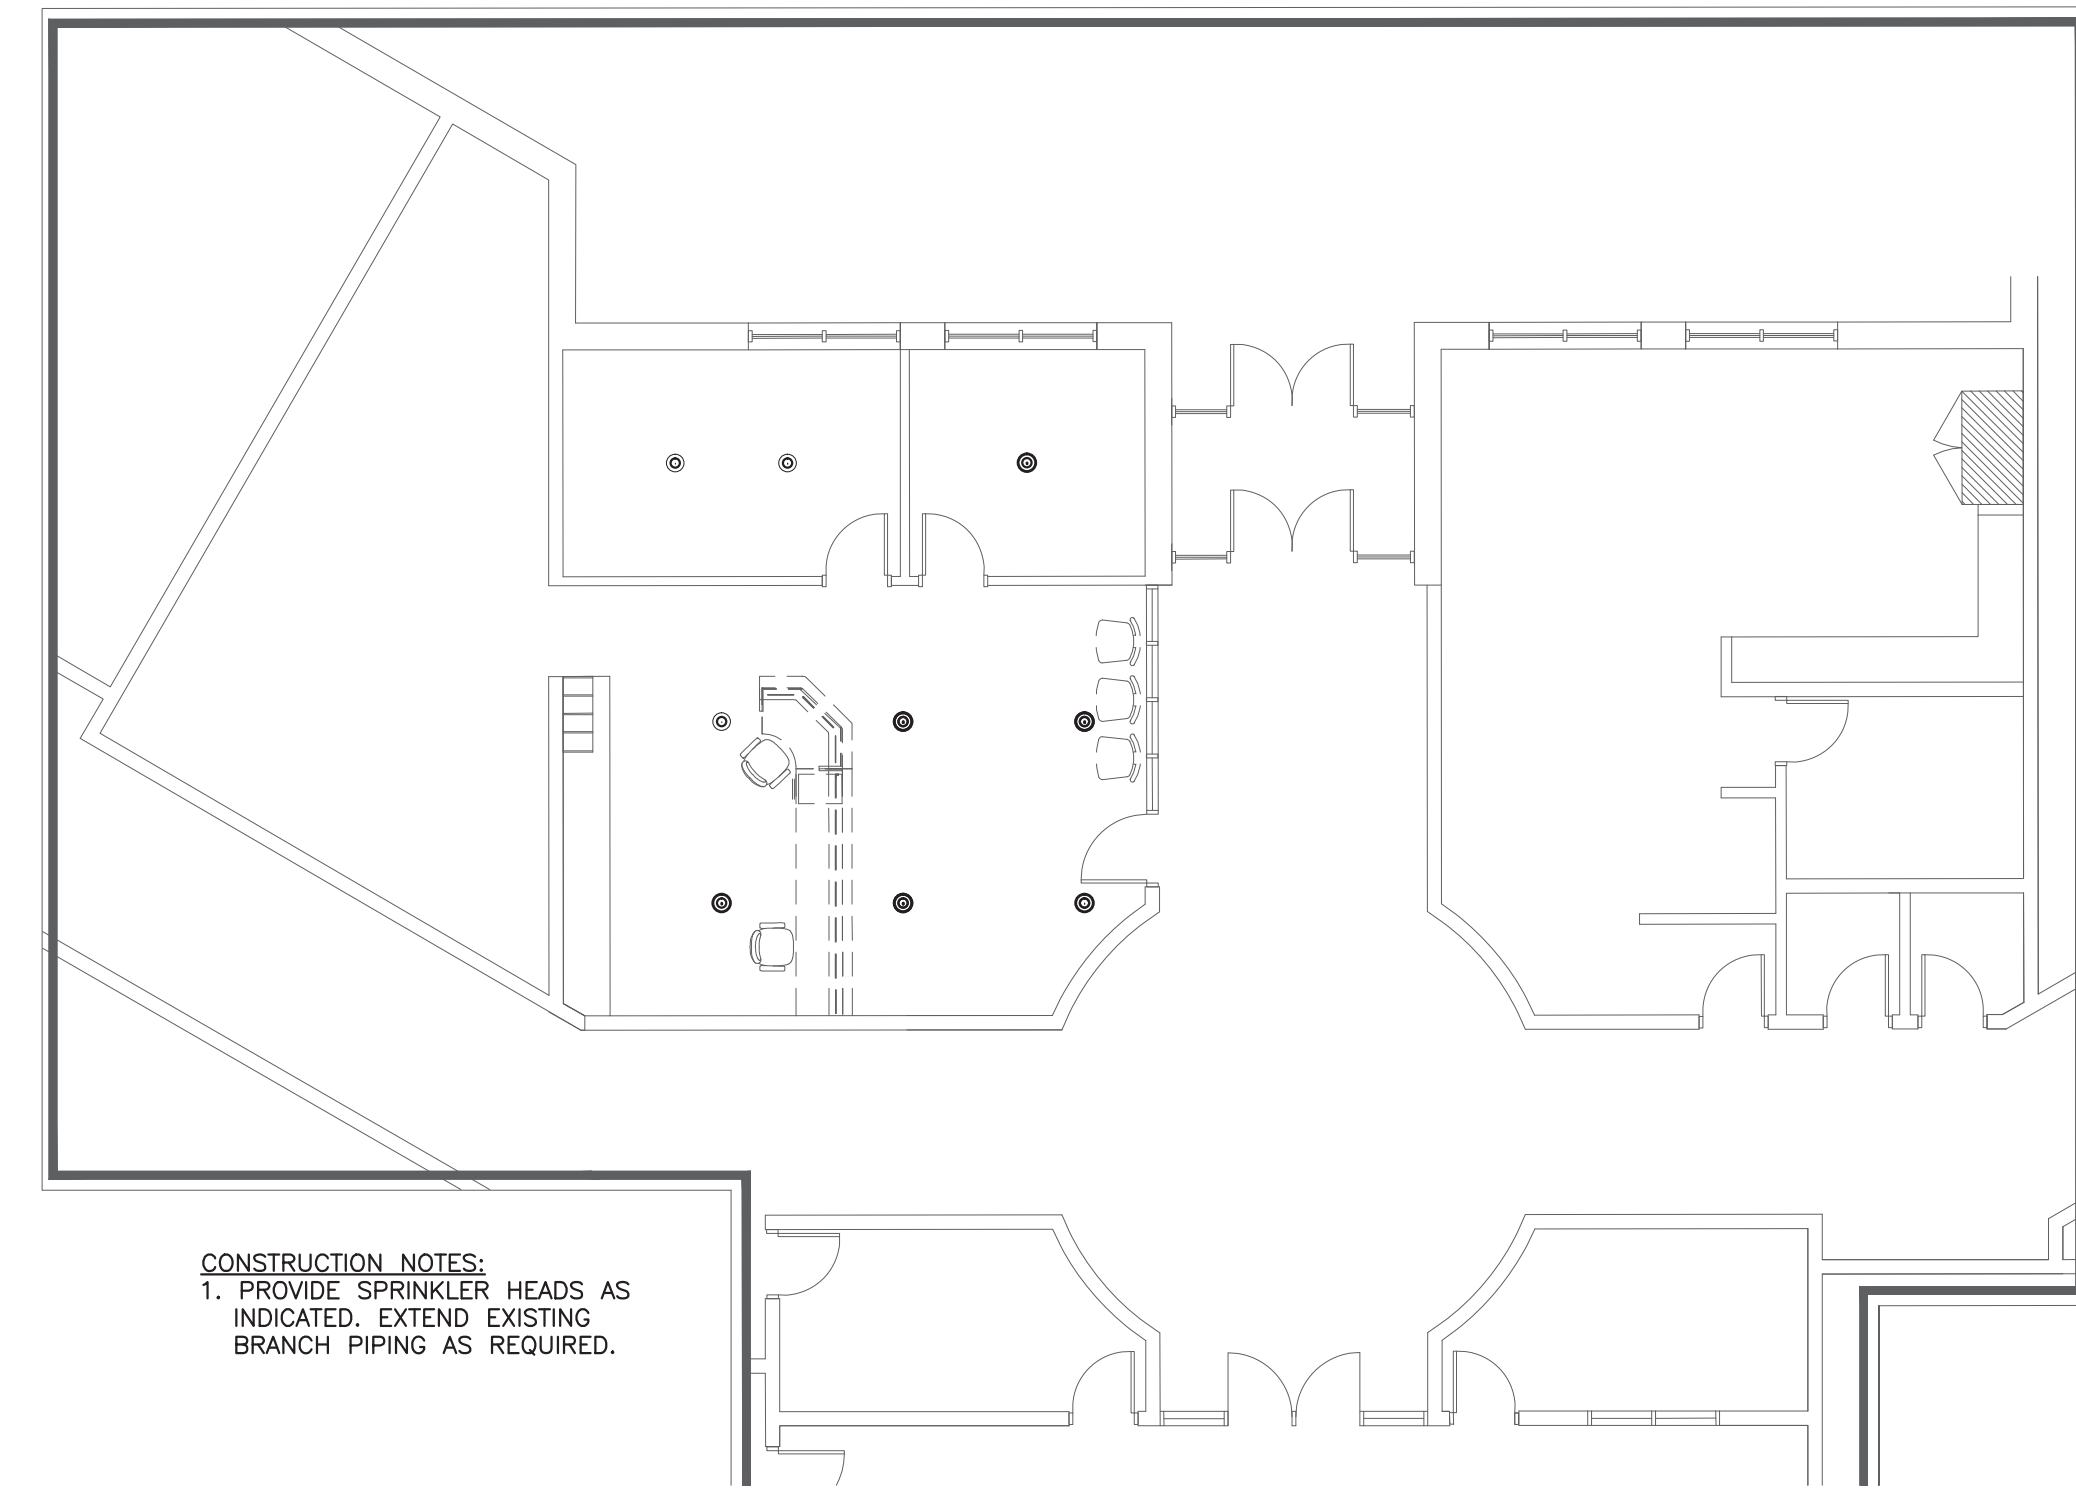 CONSTRUCTION NOTES:
1. PROVIDE SPRINKLER HEADS AS
INDICATED. EXTEND EXISTING
BRANCH PIPING AS REQUIRED.